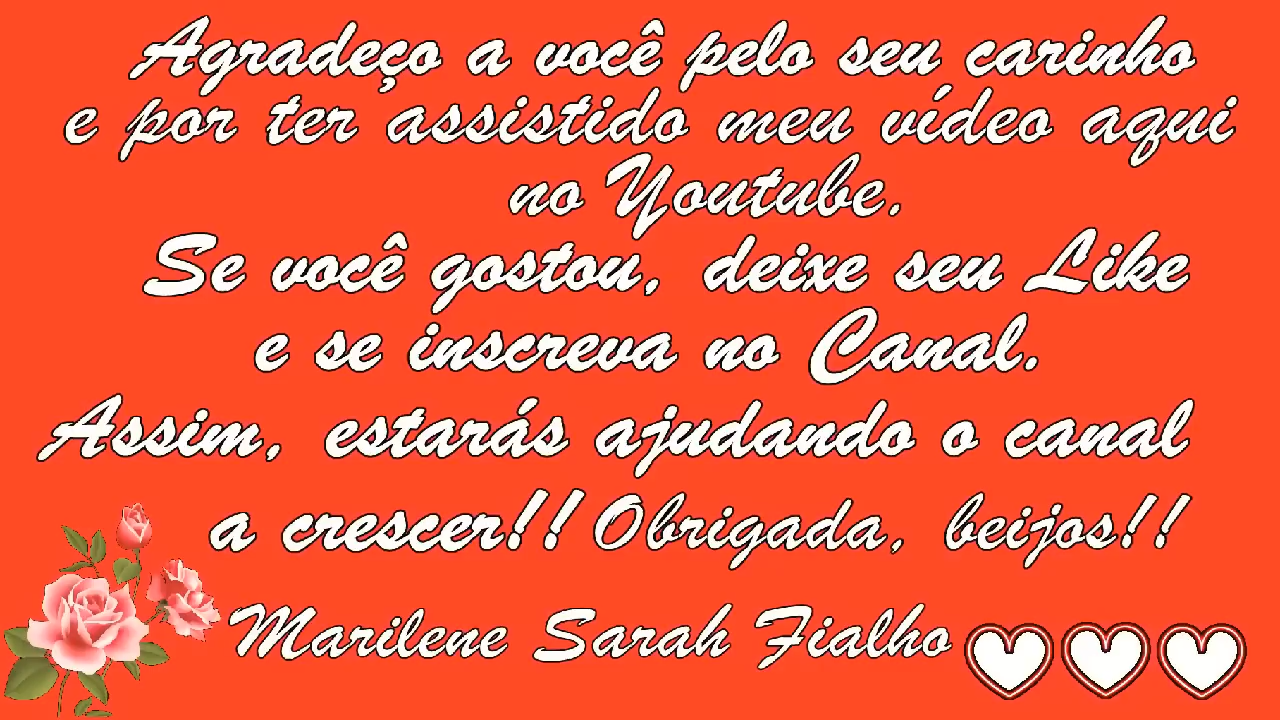 Agradeço a você pelo seu carinho
e por ter assistido meu vídeo aqui
no Youtube.
Se você gostou, deixe seu Like
e se inscreva no Canal.
Assim, estarás ajudando o canal
a crescer!! Obrigada, beijos!!
Marilene Sarah Fialho